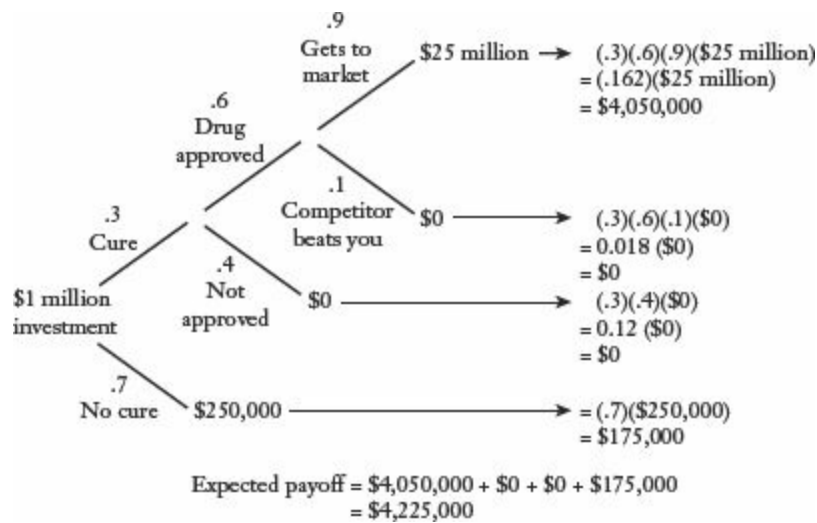 .9
Gets to
market
$25 million
(.3)(.6)(.9)($25 million)
= (.162)($25 million)
= $4,050,000
.6
Drug
approved
.1
Competitor
beats you
$0
(.3)(.6)(.1)($0)
= 0.018 ($0)
= $0
.3
Cure
.4
Not
approved
$0
(.3)(.4)($0)
= 0.12 ($0)
= $0
$1 million
investment
.7
No cure
$250,000
= (.7)($250,000)
= $175,000
Expected payoff = $4,050,000 + $0 + $0 + $175,000
= $4,225,000